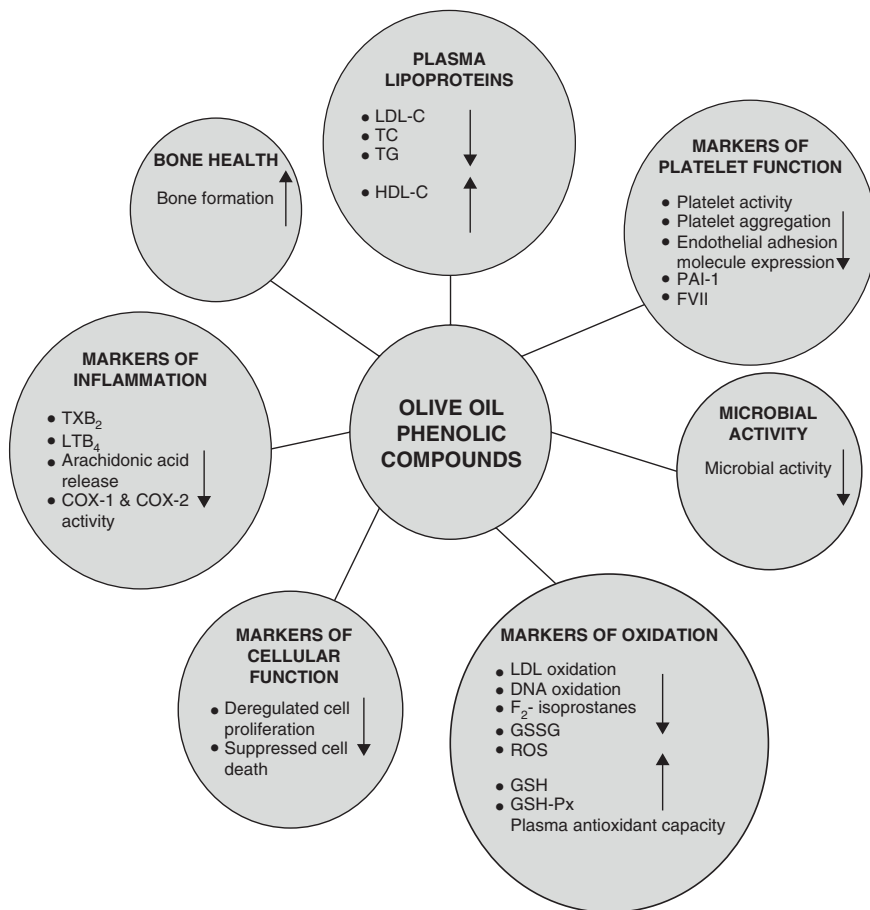 PLASMA
LIPOPROTEINS
• LDL-C
• TC
• TG
• HDL-C
MARKERS OF
PLATELET FUNCTION
• Platelet activity
• Platelet aggregation
• Endothelial adhesion
molecule expression
• PAI-1
• FVII
BONE HEALTH
Bone formation
MARKERS OF
INFLAMMATION
• TXB₂
• LTB₄
• Arachidonic acid
release
• COX-1 & COX-2
activity
OLIVE OIL
PHENOLIC
COMPOUNDS
MICROBIAL
ACTIVITY
Microbial activity
MARKERS OF
CELLULAR
FUNCTION
• Deregulated cell
proliferation
• Suppressed cell
death
MARKERS OF OXIDATION
• LDL oxidation
• DNA oxidation
• F₂- isoprostanes
• GSSG
• ROS
• GSH
• GSH-Px
Plasma antioxidant capacity